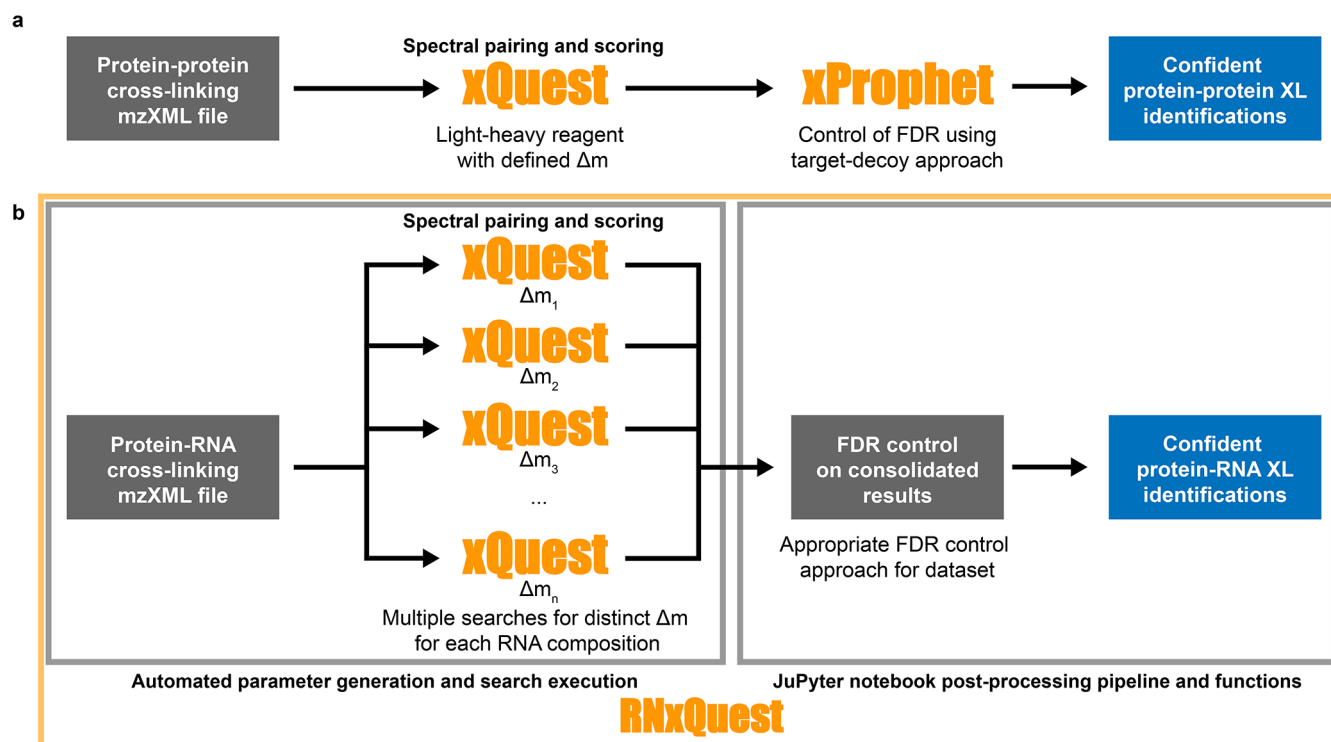 a
Protein-protein
cross-linking
mzXML file
Spectral pairing and scoring
xQuest
Light-heavy reagent
with defined Δm
xProphet
Control of FDR using
target-decoy approach
Confident
protein-protein XL
identifications
b
Protein-RNA
cross-linking
mzXML file
Spectral pairing and scoring
xQuest
Δm1
xQuest
Δm2
xQuest
Δm3
...
xQuest
Δmn
Multiple searches for distinct Δm
for each RNA composition
FDR control
on consolidated
results
Appropriate FDR control
approach for dataset
Confident
protein-RNA XL
identifications
Automated parameter generation and search execution
JuPyter notebook post-processing pipeline and functions
RNxQuest